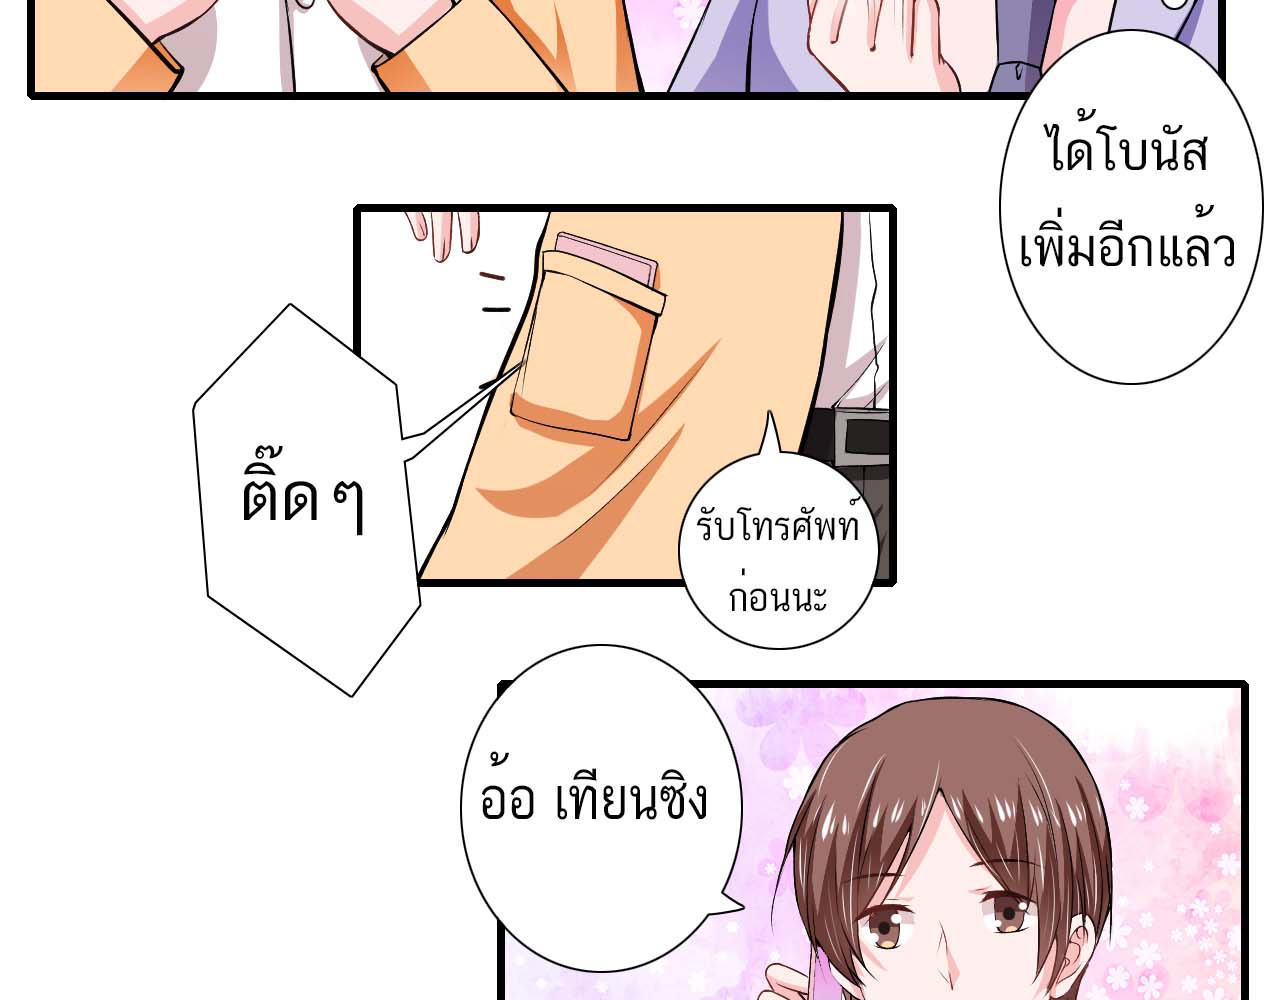 ได้โบนัส
เพิ่มอีกแล้ว
ติ๊ดๆ
รับโทรศัพท์
ก่อนนะ
อ้อ เทียนซิง